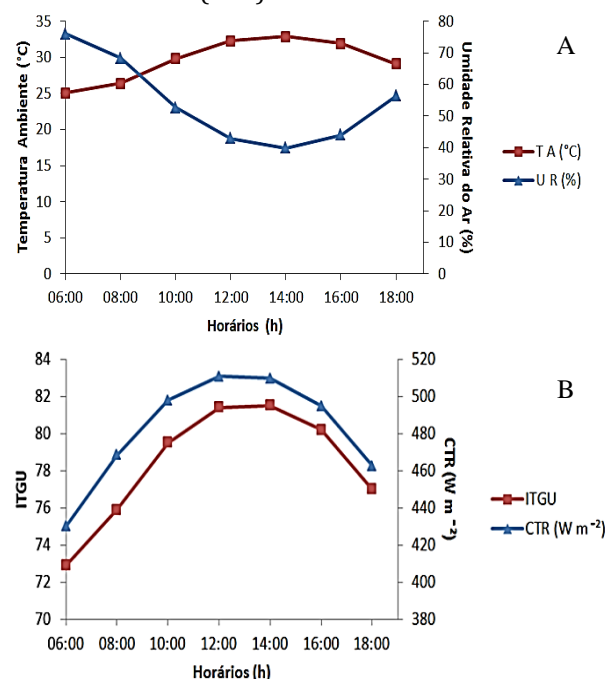 A
35
30
25
20
15
10
5
0
Temperatura Ambiente (°C)
80
70
60
50
40
30
20
10
0
Umidade Relativa do Ar (%)
06:00 08:00 10:00 12:00 14:00 16:00 18:00
Horários (h)
T A (°C)
U R (%)
B
84
82
80
78
76
74
72
70
ITGU
520
500
480
460
440
420
400
380
CTR (W m⁻²)
06:00 08:00 10:00 12:00 14:00 16:00 18:00
Horários (h)
ITGU
CTR (W m⁻²)